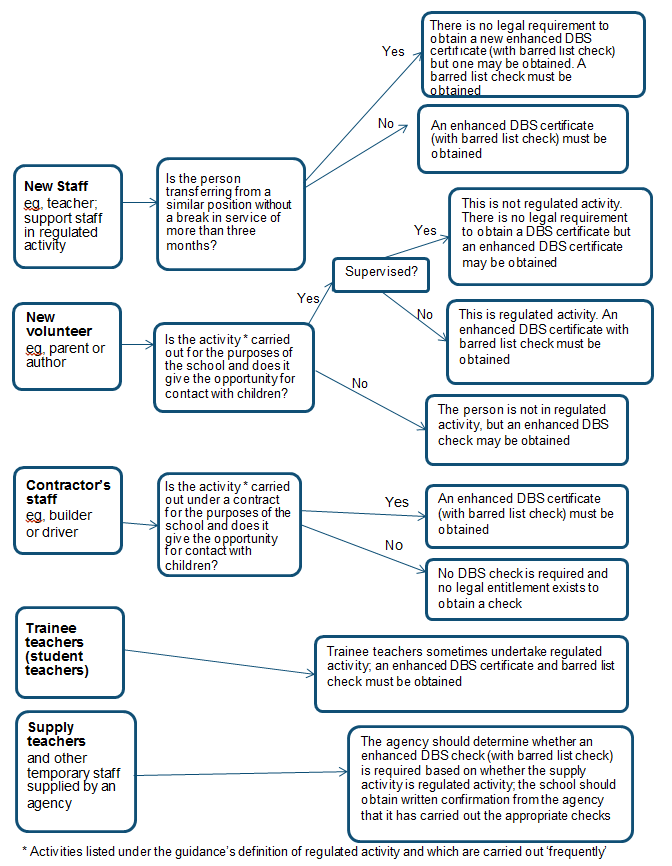 There is no legal requirement to
obtain a new enhanced DBS
certificate (with barred list check)
but one may be obtained. A
barred list check must be
obtained
Yes
No
An enhanced DBS certificate
(with barred list check) must be
obtained
New Staff
eg, teacher;
support staff
in regulated
activity
Is the person
transferring from a
similar position without
a break in service of
more than three
months?
This is not regulated activity.
There is no legal requirement
to obtain a DBS certificate but
an enhanced DBS certificate
may be obtained
Yes
Supervised?
Yes
No
New
volunteer
eg, parent or
author
Is the activity * carried
out for the purposes of
the school and does it
give the opportunity for
contact with children?
This is regulated activity. An
enhanced DBS certificate with
barred list check must be
obtained
No
The person is not in regulated
activity, but an enhanced DBS
check may be obtained
Contractor's
staff
eg, builder
or driver
Is the activity * carried
out under a contract
for the purposes of the
school and does it
give the opportunity
for contact with
children?
Yes
An enhanced DBS certificate
(with barred list check) must be
obtained
No
No DBS check is required and
no legal entitlement exists to
obtain a check
Trainee
teachers
(student
teachers)
Trainee teachers sometimes undertake regulated
activity; an enhanced DBS certificate and barred list
check must be obtained
Supply
teachers
and other
temporary staff
supplied by an
agency
The agency should determine whether an
enhanced DBS check (with barred list check)
is required based on whether the supply
activity is regulated activity; the school should
obtain written confirmation from the agency
that it has carried out the appropriate checks
* Activities listed under the guidance's definition of regulated activity and which are carried out 'frequently'